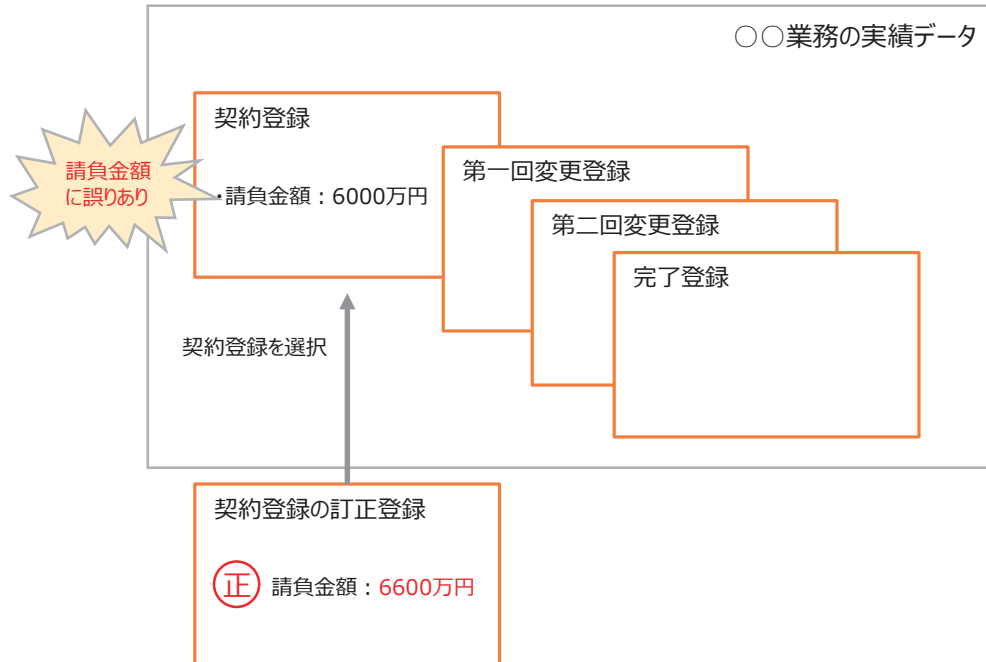 ○○業務の実績データ
契約登録
請負金額
に誤りあり
・請負金額：6000万円
第一回変更登録
第二回変更登録
完了登録
契約登録を選択
契約登録の訂正登録
正 請負金額：6600万円